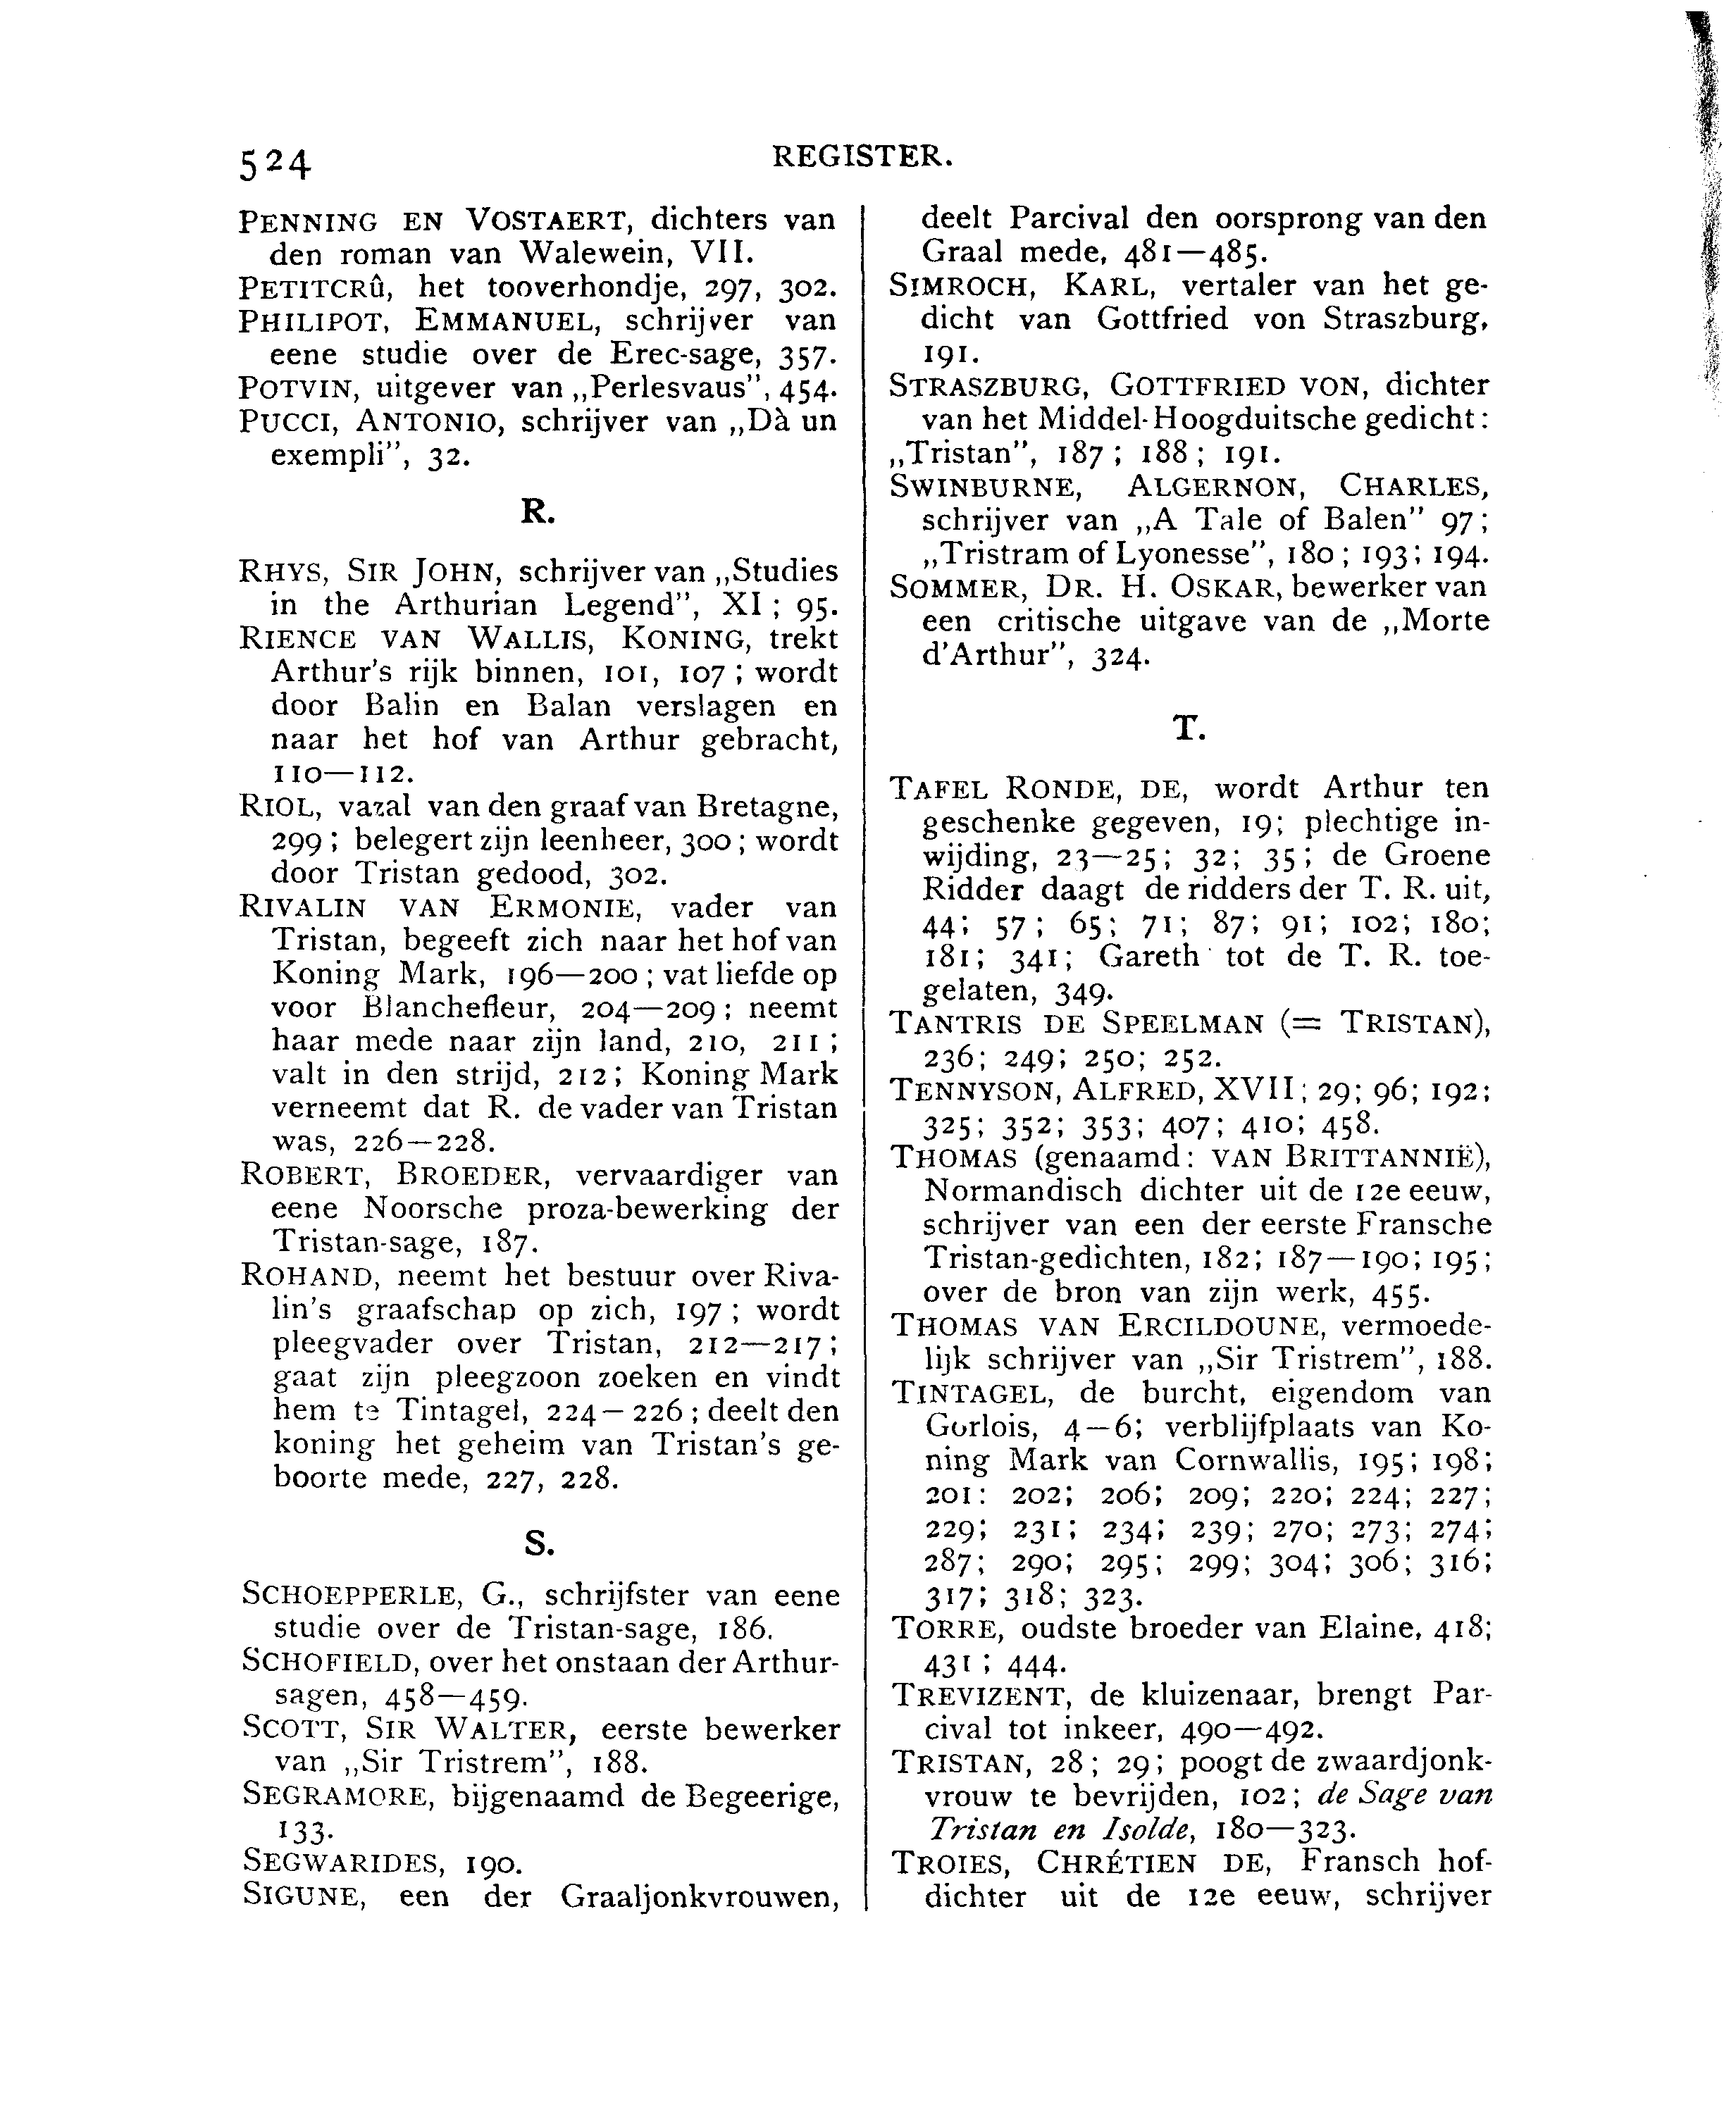 524
REGISTER.
PENNING EN VOSTAERT, dichters van
den roman van Walewein, VII.
PETITCRÛ, het tooverhondje, 297, 302.
PHILIPOT, EMMANUEL, schrijver van
eene studie over de Erec-sage, 357.
POTVIN, uitgever van „Perlesvaus”, 454.
PUCCI, ANTONIO, schrijver van „Dà un
exempli”, 32.
R.
RHYS, SIR JOHN, schrijver van „Studies
in the Arthurian Legend”, XI; 95.
RIENCE VAN WALLIS, KONING, trekt
Arthur's rijk binnen, 101, 107; wordt
door Balin en Balan verslagen en
naar het hof van Arthur gebracht,
110—112.
RIOL, vazal van den graaf van Bretagne,
299; belegert zijn leenheer, 300; wordt
door Tristan gedood, 302.
RIVALIN VAN ERMONIE, vader van
Tristan, begeeft zich naar het hof van
Koning Mark, 196—200; vat liefde op
voor Blanchefleur, 204—209; neemt
haar mede naar zijn land, 210, 211;
valt in den strijd, 212; Koning Mark
verneemt dat R. de vader van Tristan
was, 226—228.
ROBERT, BROEDER, vervaardiger van
eene Noorsche proza-bewerking der
Tristan-sage, 187.
ROHAND, neemt het bestuur over Riva-
lin's graafschap op zich, 197; wordt
pleegvader over Tristan, 212—217;
gaat zijn pleegzoon zoeken en vindt
hem te Tintagel, 224—226; deelt den
koning het geheim van Tristan's ge-
boorte mede, 227, 228.
S.
SCHOEPPERLE, G., schrijfster van eene
studie over de Tristan-sage, 186.
SCHOFIELD, over het onstaan der Arthur-
sagen, 458—459.
SCOTT, SIR WALTER, eerste bewerker
van „Sir Tristrem”, 188.
SEGRAMORE, bijgenaamd de Begeerige,
133.
SEGWARIDES, 190.
SIGUNE, een der Graaljonkvrouwen,
deelt Parcival den oorsprong van den
Graal mede, 481—485.
SIMROCH, KARL, vertaler van het ge-
dicht van Gottfried von Straszburg,
191.
STRASZBURG, GOTTFRIED VON, dichter
van het Middel-Hoogduitsche gedicht:
„Tristan”, 187; 188; 191.
SWINBURNE, ALGERNON, CHARLES,
schrijver van „A Tale of Balen” 97;
„Tristram of Lyonesse”, 180; 193; 194.
SOMMER, DR. H. OSKAR, bewerker van
een critische uitgave van de „Morte
d'Arthur”, 324.
T.
TAFEL RONDE, DE, wordt Arthur ten
geschenke gegeven, 19; plechtige in-
wijding, 23—25; 32; 35; de Groene
Ridder daagt de ridders der T. R. uit,
44; 57; 65; 71; 87; 91; 102; 180;
181; 341; Gareth tot de T. R. toe-
gelaten, 349.
TANTRIS DE SPEELMAN (= TRISTAN),
236; 249; 250; 252.
TENNYSON, ALFRED, XVII; 29; 96; 192;
325; 352; 353; 407; 410; 458.
THOMAS (genaamd: VAN BRITTANNIË),
Normandisch dichter uit de 12e eeuw,
schrijver van een der eerste Fransche
Tristan-gedichten, 182; 187—190; 195;
over de bron van zijn werk, 455.
THOMAS VAN ERCILDOUNE, vermoede-
lijk schrijver van „Sir Tristrem”, 188.
TINTAGEL, de burcht, eigendom van
Gorlois, 4—6; verblijfplaats van Ko-
ning Mark van Cornwallis, 195; 198;
201: 202; 206; 209; 220; 224; 227;
229; 231; 234; 239; 270; 273; 274;
287; 290; 295; 299; 304; 306; 316;
317; 318; 323.
TORRE, oudste broeder van Elaine, 418;
431; 444.
TREVIZENT, de kluizenaar, brengt Par-
cival tot inkeer, 490—492.
TRISTAN, 28; 29; poogt de zwaardjonk-
vrouw te bevrijden, 102; de Sage van
Tristan en Isolde, 180—323.
TROIES, CHRÉTIEN DE, Fransch hof-
dichter uit de 12e eeuw, schrijver